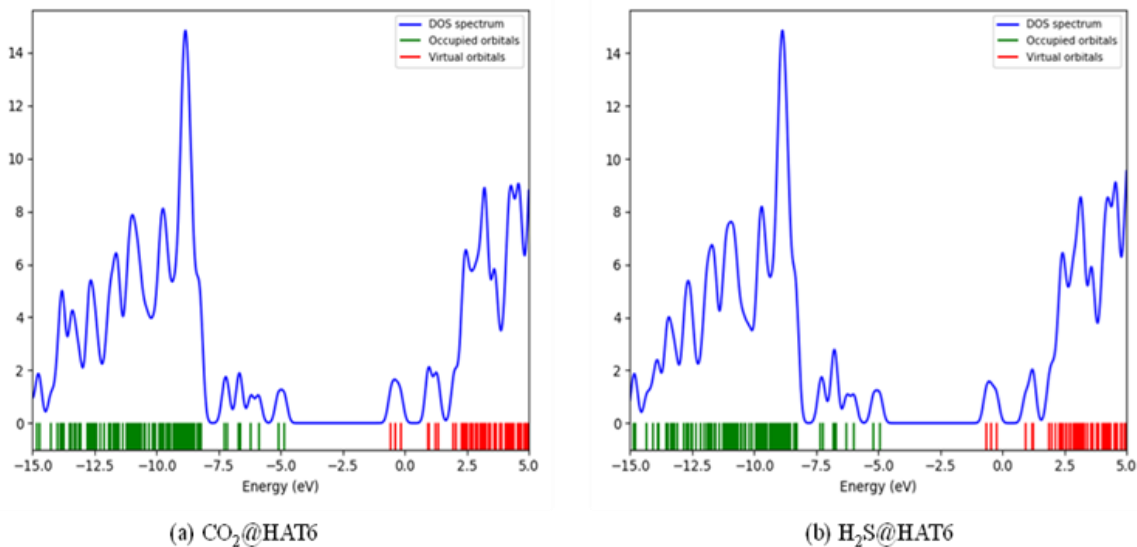 DOS spectrum
Occupied orbitals
Virtual orbitals
14
12
10
8
6
4
2
0
−15.0 −12.5 −10.0 −7.5 −5.0 −2.5 0.0 2.5 5.0
Energy (eV)
(a) CO₂@HAT6
DOS spectrum
Occupied orbitals
Virtual orbitals
14
12
10
8
6
4
2
0
−15.0 −12.5 −10.0 −7.5 −5.0 −2.5 0.0 2.5 5.0
Energy (eV)
(b) H₂S@HAT6